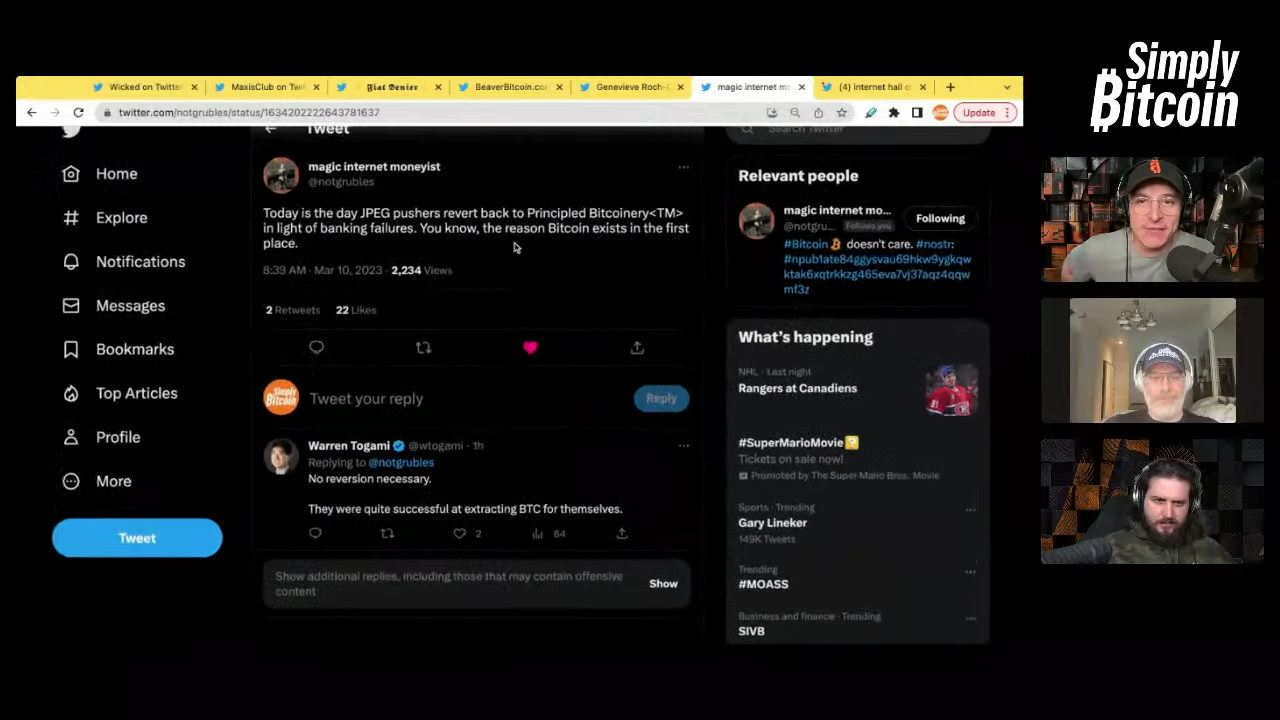 Simply
Bitcoin
Wicked on Twitte
MaxisClub on Twi
Fiat Denier
BeaverBitcoin.co
Genevieve Roch-D
magic internet m
(4) internet hall o
twitter.com/notgrubles/status/1634202222643781637
Update
Tweet
Search Twitter
Home
Explore
Notifications
Messages
Bookmarks
Top Articles
Profile
More
Tweet
magic internet moneyist
@notgrubles
Today is the day JPEG pushers revert back to Principled Bitcoinery<TM>
in light of banking failures. You know, the reason Bitcoin exists in the first
place.
8:39 AM · Mar 10, 2023 · 2,234 Views
2 Retweets 22 Likes
Simply
Bitcoin
Tweet your reply
Reply
Warren Togami @wtogami · 1h
Replying to @notgrubles
No reversion necessary.
They were quite successful at extracting BTC for themselves.
2
84
Show additional replies, including those that may contain offensive
content
Show
Relevant people
magic internet mo...
@notgru... Follows you
Following
#Bitcoin doesn't care. #nostr:
#npub1ate84ggysvau69hkw9ygkqw
ktak6xqtrkkzg465eva7vj37aqz4qqw
mf3z
What's happening
NHL · Last night
Rangers at Canadiens
#SuperMarioMovie
Tickets on sale now!
Promoted by The Super Mario Bros. Movie
Sports · Trending
Gary Lineker
149K Tweets
Trending
#MOASS
Business and finance · Trending
SIVB